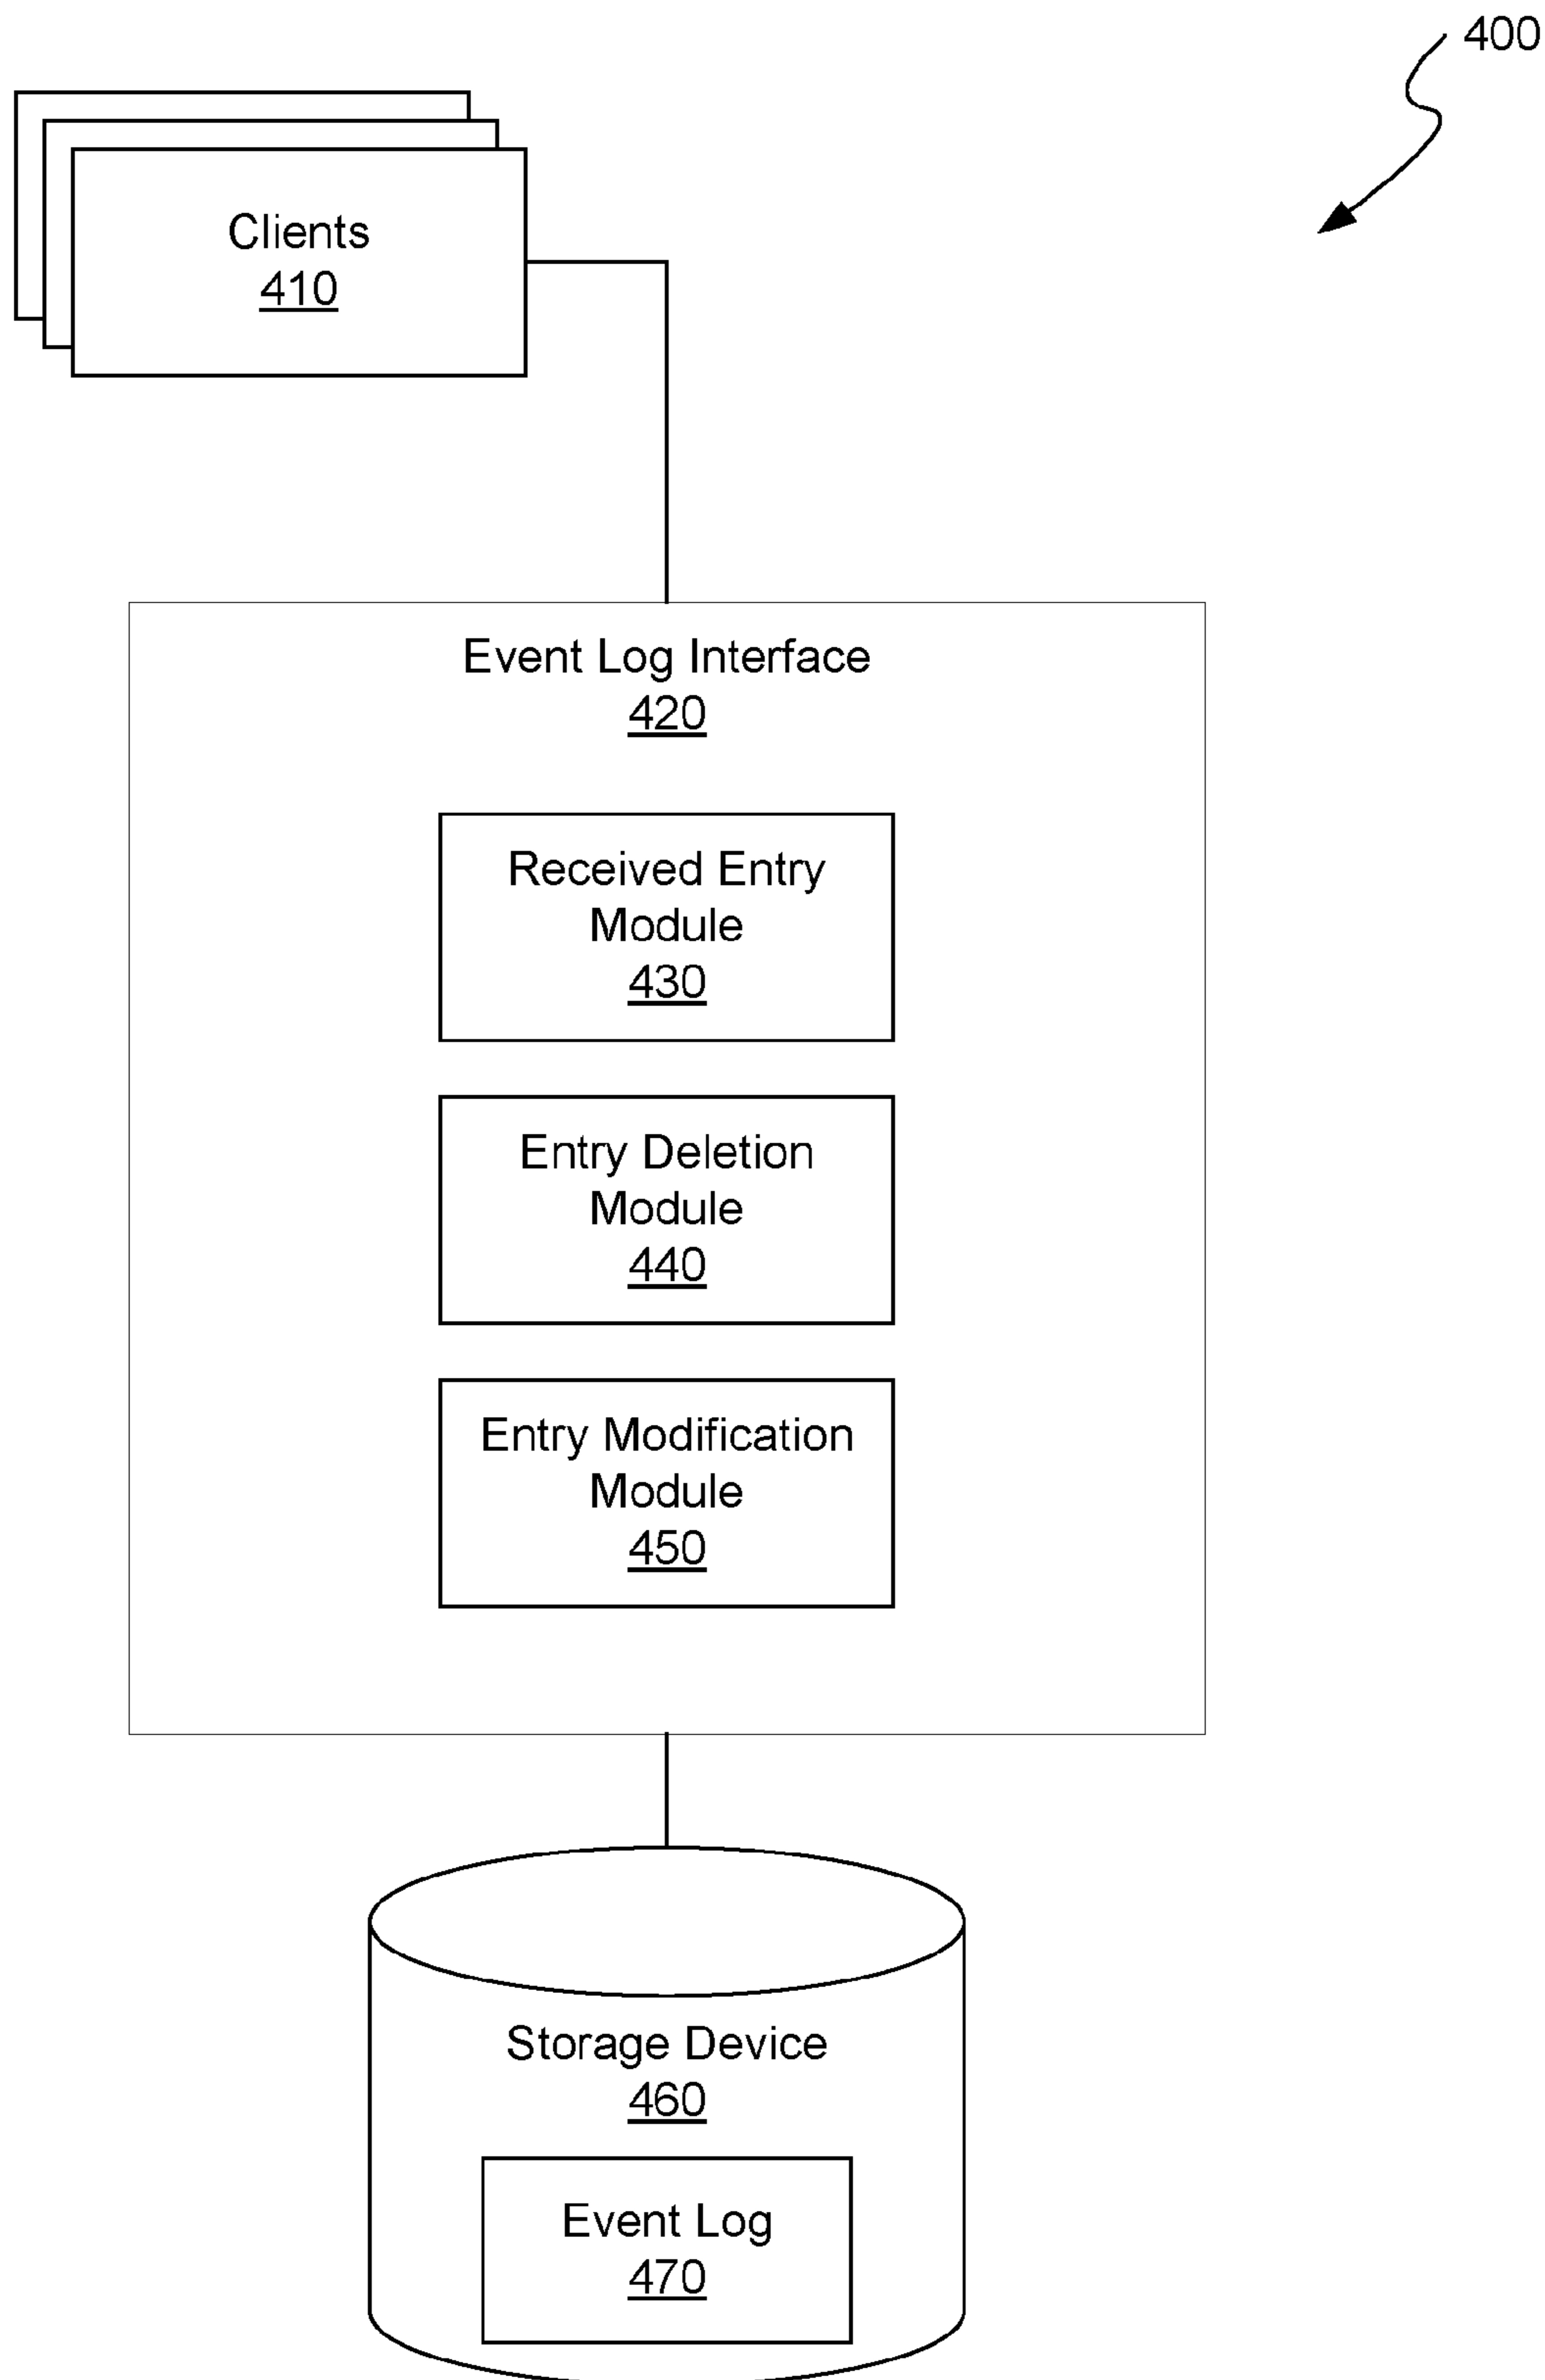 400
Clients
410
Event Log Interface
420
Received Entry
Module
430
Entry Deletion
Module
440
Entry Modification
Module
450
Storage Device
460
Event Log
470